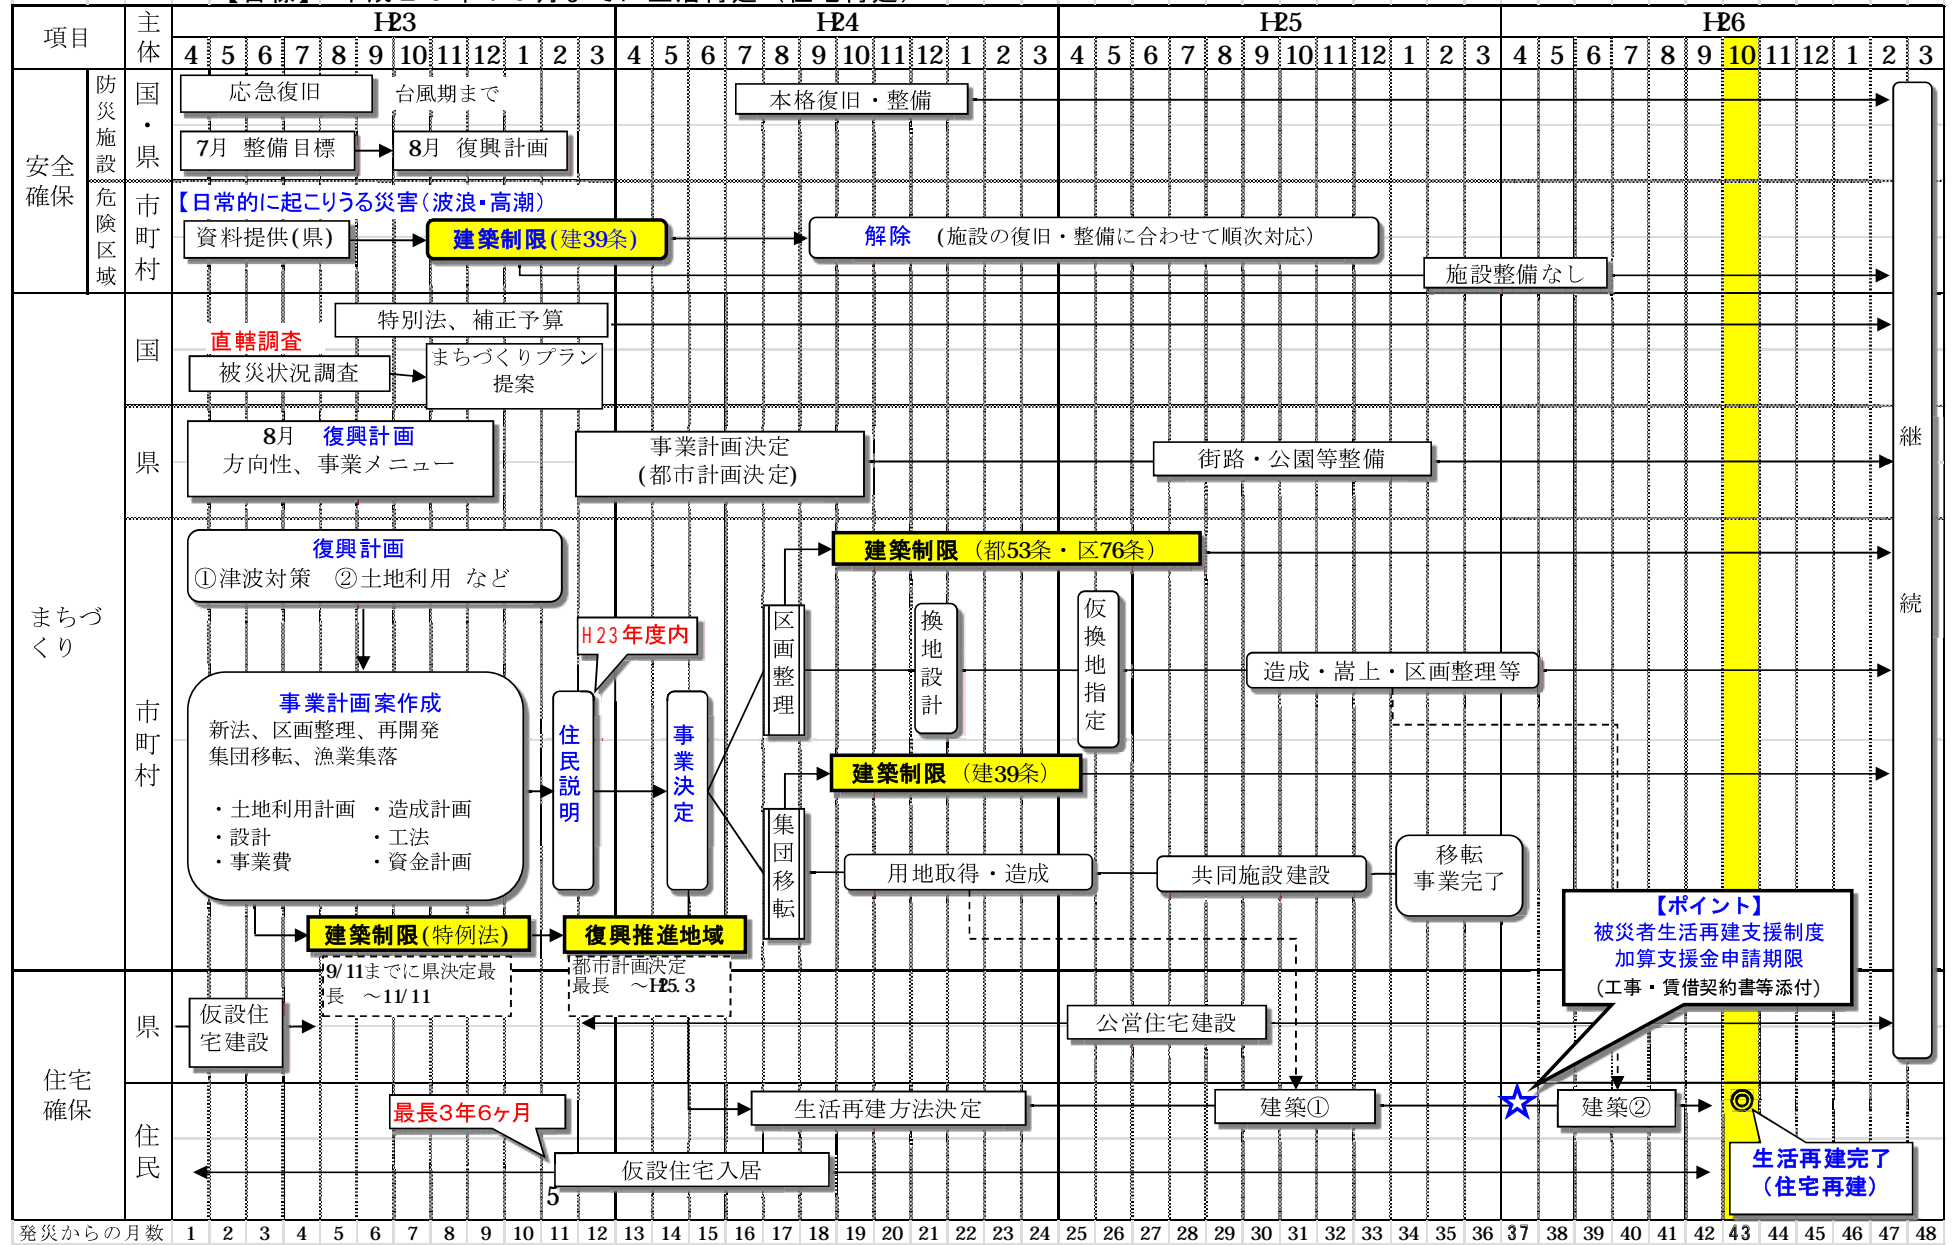 項目
主体
H23
H24
H25
H26
4 5 6 7 8 9 10 11 12 1 2 3 4 5 6 7 8 9 10 11 12 1 2 3 4 5 6 7 8 9 10 11 12 1 2 3 4 5 6 7 8 9 10 11 12 1 2 3
安全
確保
防災施設
国・県
応急復旧
台風期まで
本格復旧・整備
7月 整備目標
8月 復興計画
危険区域
市町村
【日常的に起こりうる災害(波浪・高潮)
資料提供(県)
建築制限(建39条)
解除 (施設の復旧・整備に合わせて順次対応)
施設整備なし
まちづ
くり
国
特別法、補正予算
直轄調査
被災状況調査
まちづくりプラン
提案
県
8月 復興計画
方向性、事業メニュー
事業計画決定
(都市計画決定)
街路・公園等整備
継続
市町村
復興計画
①津波対策 ②土地利用 など
建築制限 (都53条・区76条)
H23年度内
区画整理
換地設計
仮換地指定
造成・嵩上・区画整理等
事業計画案作成
新法、区画整理、再開発
集団移転、漁業集落
・土地利用計画 ・造成計画
・設計 ・工法
・事業費 ・資金計画
住民説明
事業決定
建築制限 (建39条)
集団移転
用地取得・造成
共同施設建設
移転
事業完了
建築制限(特例法)
復興推進地域
【ポイント】
被災者生活再建支援制度
加算支援金申請期限
(工事・賃借契約書等添付)
9/11までに県決定最
長 ～11/11
都市計画決定
最長 ～H25.3
住宅
確保
県
仮設住
宅建設
公営住宅建設
住民
最長3年6ヶ月
生活再建方法決定
建築①
☆
建築②
◎
仮設住宅入居
5
生活再建完了
(住宅再建)
発災からの月数 1 2 3 4 5 6 7 8 9 10 11 12 13 14 15 16 17 18 19 20 21 22 23 24 25 26 27 28 29 30 31 32 33 34 35 36 37 38 39 40 41 42 43 44 45 46 47 48